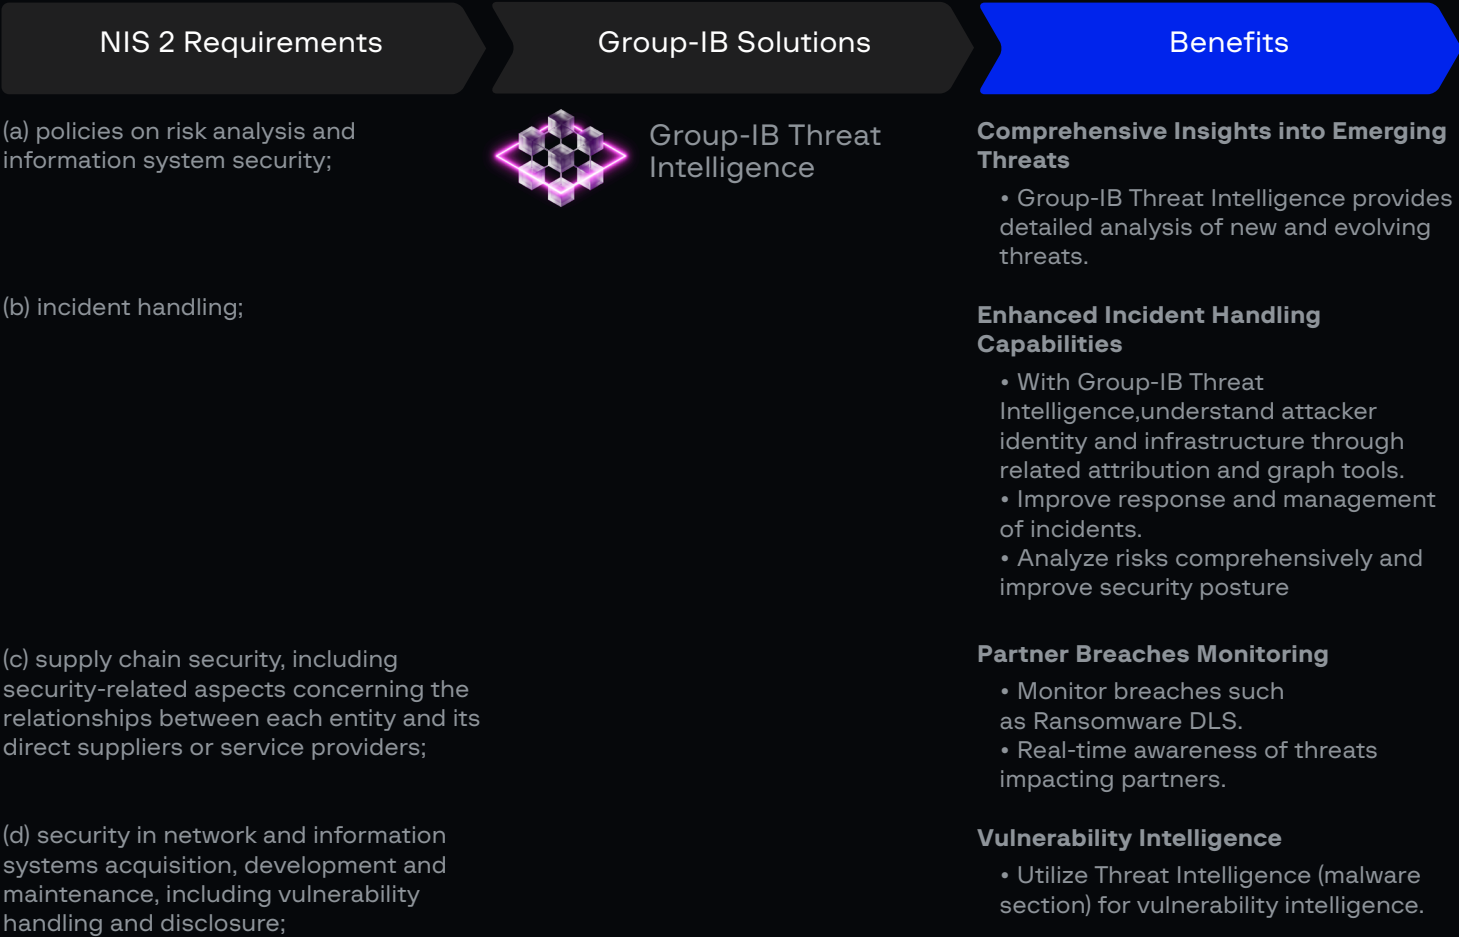 NIS 2 Requirements
Group-IB Solutions
Benefits
(a) policies on risk analysis and
information system security;
Group-IB Threat
Intelligence
Comprehensive Insights into Emerging
Threats
• Group-IB Threat Intelligence provides
detailed analysis of new and evolving
threats.
(b) incident handling;
Enhanced Incident Handling
Capabilities
• With Group-IB Threat
Intelligence,understand attacker
identity and infrastructure through
related attribution and graph tools.
• Improve response and management
of incidents.
• Analyze risks comprehensively and
improve security posture
(c) supply chain security, including
security-related aspects concerning the
relationships between each entity and its
direct suppliers or service providers;
Partner Breaches Monitoring
• Monitor breaches such
as Ransomware DLS.
• Real-time awareness of threats
impacting partners.
(d) security in network and information
systems acquisition, development and
maintenance, including vulnerability
handling and disclosure;
Vulnerability Intelligence
• Utilize Threat Intelligence (malware
section) for vulnerability intelligence.